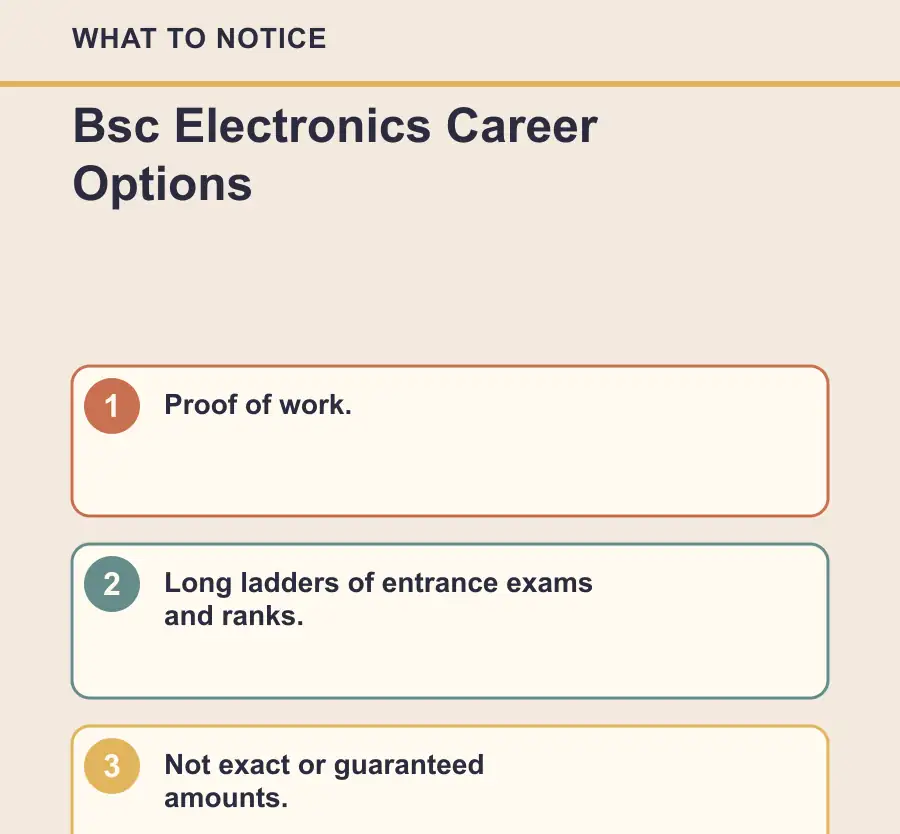 WHAT TO NOTICE
Bsc Electronics Career
Options
1
Proof of work.
2
Long ladders of entrance exams
and ranks.
3
Not exact or guaranteed
amounts.